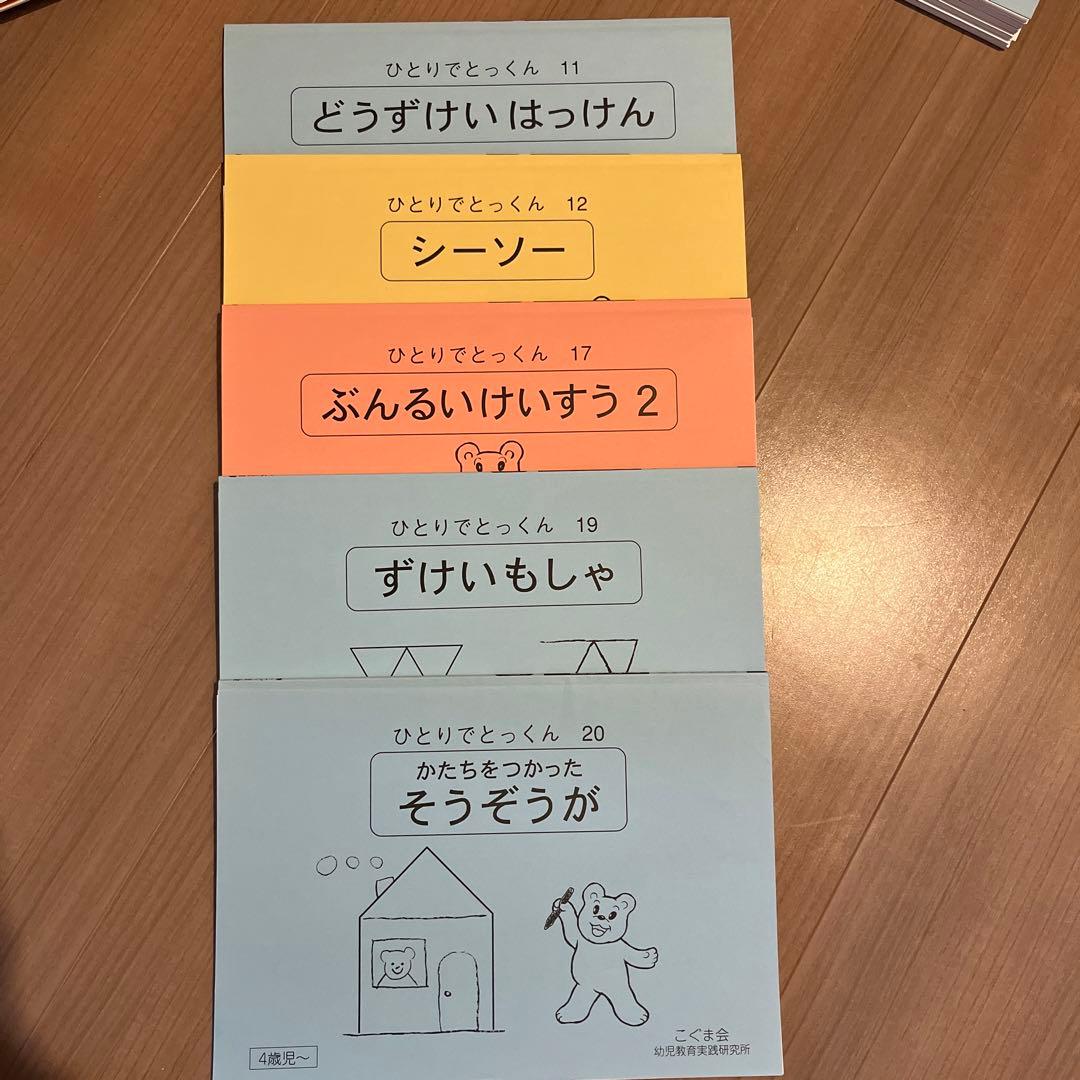 ひとりでとっくん 11
どうずけい はっけん
ひとりでとっくん 12
シーソー
ひとりでとっくん 17
ぶんるいけいすう 2
ひとりでとっくん 19
ずけいもしゃ
ひとりでとっくん 20
かたちをつかった
そうぞうが
こぐま会
幼児教育実践研究所
4歳児～